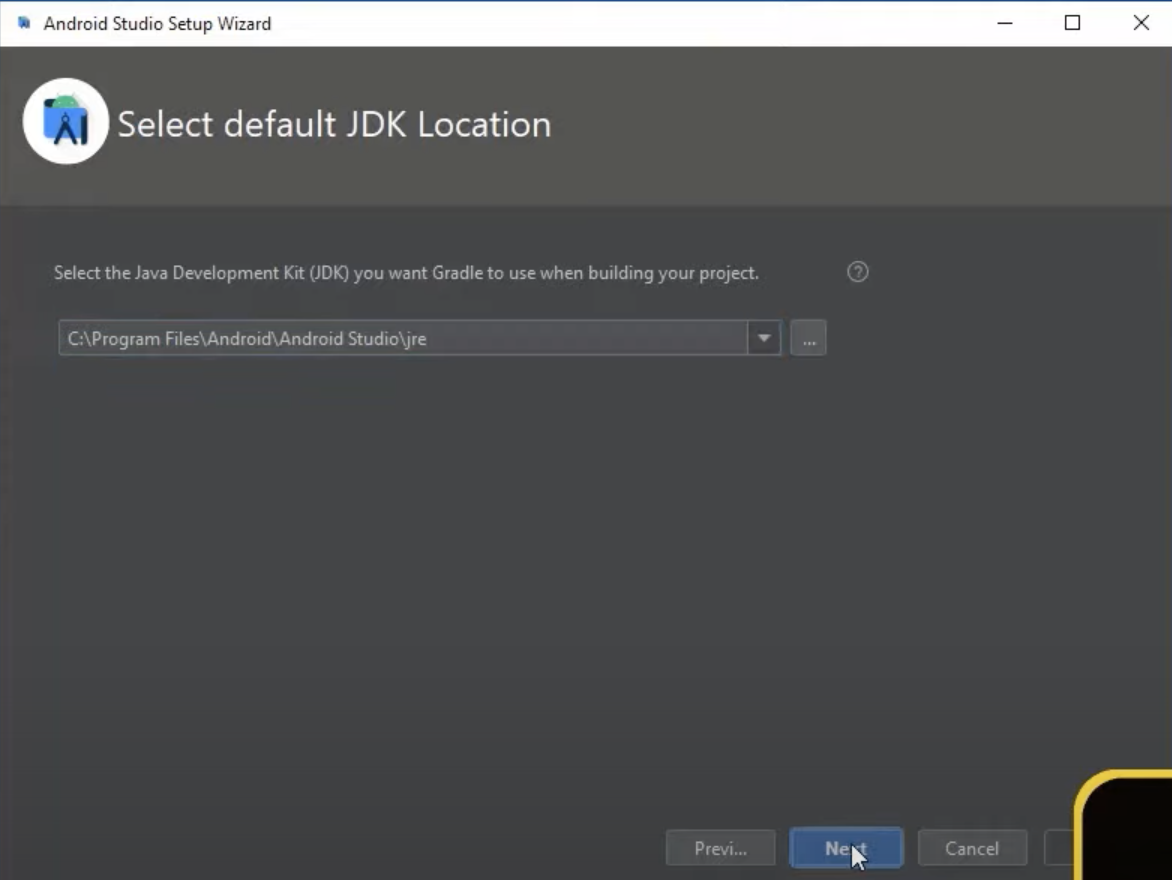 Android Studio Setup Wizard
Select default JDK Location
Select the Java Development Kit (JDK) you want Gradle to use when building your project.
?
C:\Program Files\Android\Android Studio\jre
...
Previ...
Next
Cancel